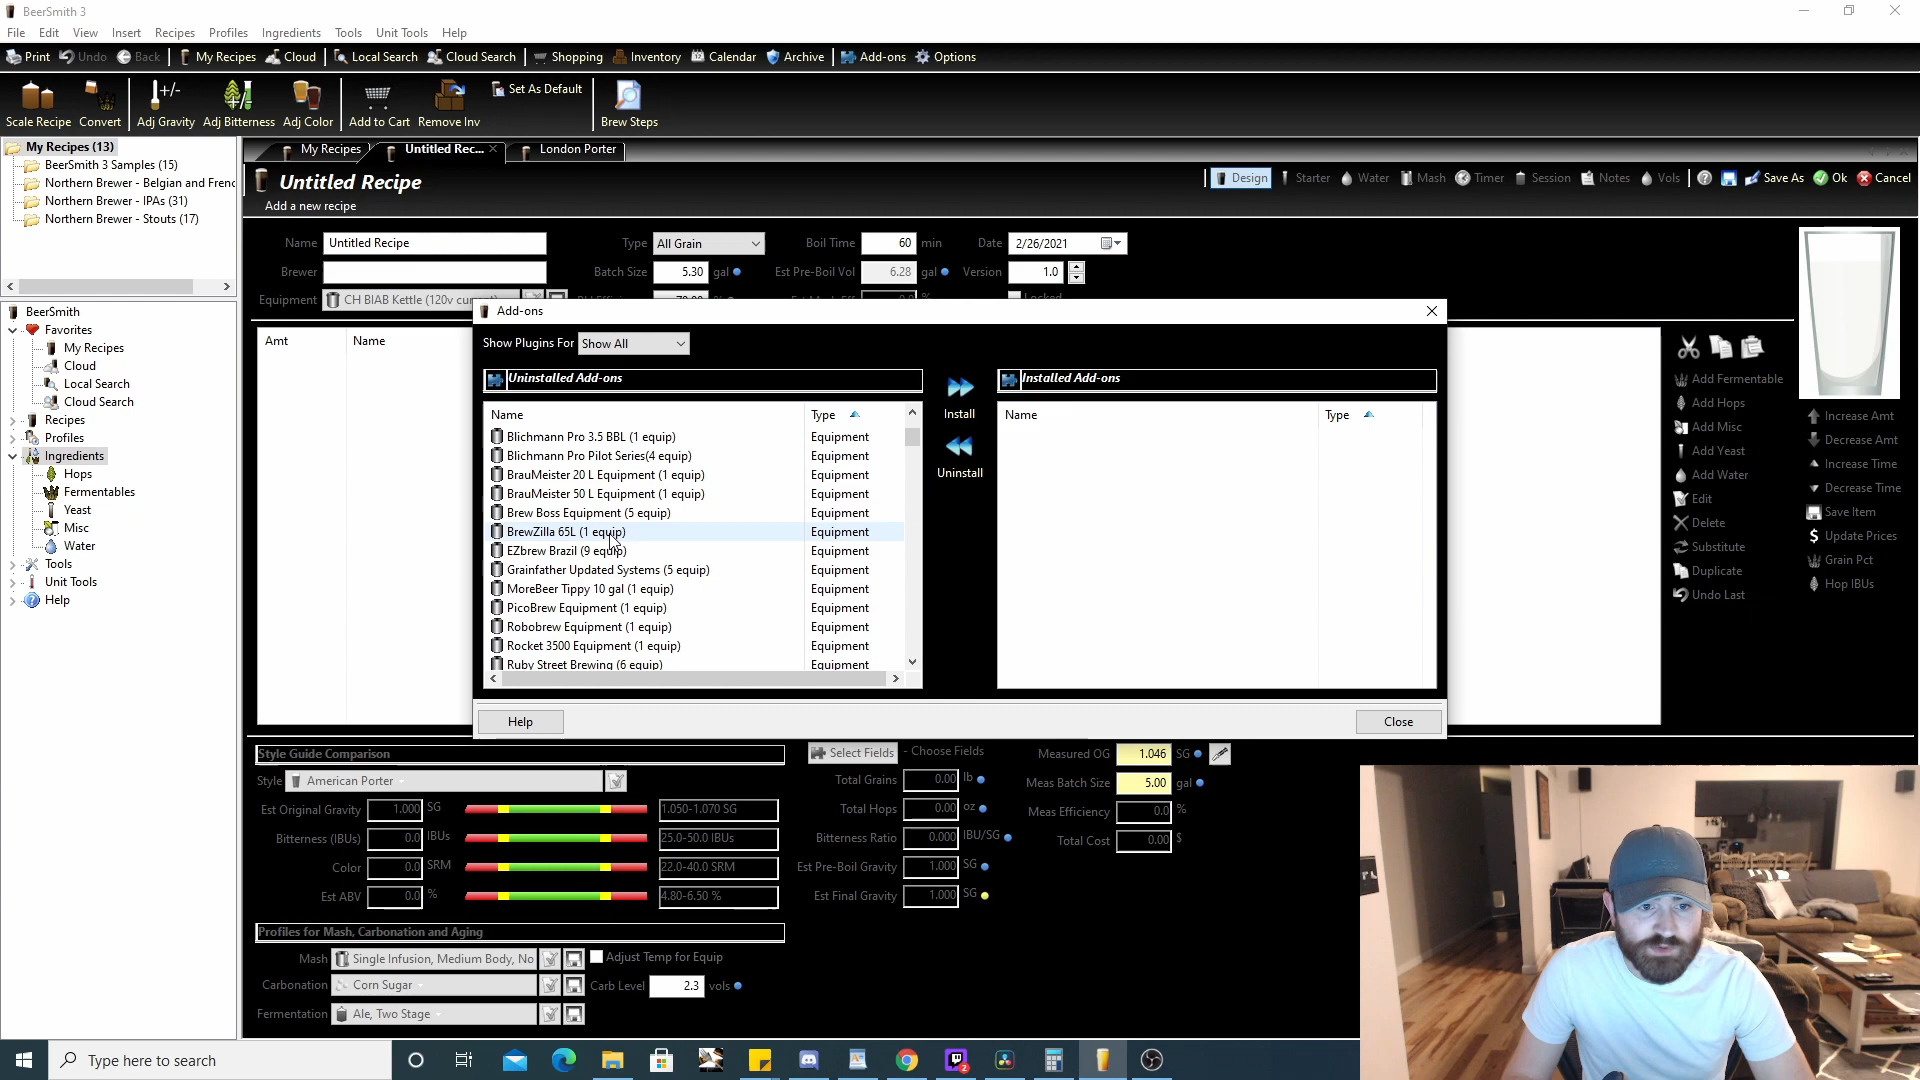 BeerSmith 3
File Edit View Insert Recipes Profiles Ingredients Tools Unit Tools Help
Print Undo Back My Recipes Cloud Local Search Cloud Search Shopping Inventory Calendar Archive Add-ons Options
Set As Default
Scale Recipe Convert Adj Gravity Adj Bitterness Adj Color Add to Cart Remove Inv Brew Steps
My Recipes (13)
BeerSmith 3 Samples (15)
Northern Brewer - Belgian and Frenc
Northern Brewer - IPAs (31)
Northern Brewer - Stouts (17)
BeerSmith
Favorites
My Recipes
Cloud
Local Search
Cloud Search
Recipes
Profiles
Ingredients
Hops
Fermentables
Yeast
Misc
Water
Tools
Unit Tools
Help
My Recipes Untitled Rec... London Porter
Untitled Recipe
Design Starter Water Mash Timer Session Notes Vols Save As Ok Cancel
Add a new recipe
Name Untitled Recipe Type All Grain Boil Time 60 min Date 2/26/2021
Brewer Batch Size 5.30 gal Est Pre-Boil Vol 6.28 gal Version 1.0
Equipment CH BIAB Kettle (120v
Amt Name
Add-ons
Show Plugins For Show All
Uninstalled Add-ons
Name Type
Blichmann Pro 3.5 BBL (1 equip) Equipment
Blichmann Pro Pilot Series(4 equip) Equipment
BrauMeister 20 L Equipment (1 equip) Equipment
BrauMeister 50 L Equipment (1 equip) Equipment
Brew Boss Equipment (5 equip) Equipment
BrewZilla 65L (1 equip) Equipment
EZbrew Brazil (9 equip) Equipment
Grainfather Updated Systems (5 equip) Equipment
MoreBeer Tippy 10 gal (1 equip) Equipment
PicoBrew Equipment (1 equip) Equipment
Robobrew Equipment (1 equip) Equipment
Rocket 3500 Equipment (1 equip) Equipment
Ruby Street Brewing (6 equip) Equipment
Install
Uninstall
Installed Add-ons
Name Type
Help Close
Add Fermentable
Add Hops
Add Misc
Add Yeast
Add Water
Edit
Delete
Substitute
Duplicate
Undo Last
Increase Amt
Decrease Amt
Increase Time
Decrease Time
Save Item
Update Prices
Grain Pct
Hop IBUs
Style Guide Comparison
Style American Porter
Est Original Gravity 1.000 SG 1.050-1.070 SG
Bitterness (IBUs) 0.0 IBUs 25.0-50.0 IBUs
Color 0.0 SRM 22.0-40.0 SRM
Est ABV 0.0 % 4.80-6.50 %
Select Fields - Choose Fields
Total Grains 0.00 lb
Total Hops 0.00 oz
Bitterness Ratio 0.000 IBU/SG
Est Pre-Boil Gravity 1.000 SG
Est Final Gravity 1.000 SG
Measured OG 1.046 SG
Meas Batch Size 5.00 gal
Meas Efficiency 0.0 %
Total Cost 0.00 $
Profiles for Mash, Carbonation and Aging
Mash Single Infusion, Medium Body, No Adjust Temp for Equip
Carbonation Corn Sugar Carb Level 2.3 vols
Fermentation Ale, Two Stage
Type here to search
2